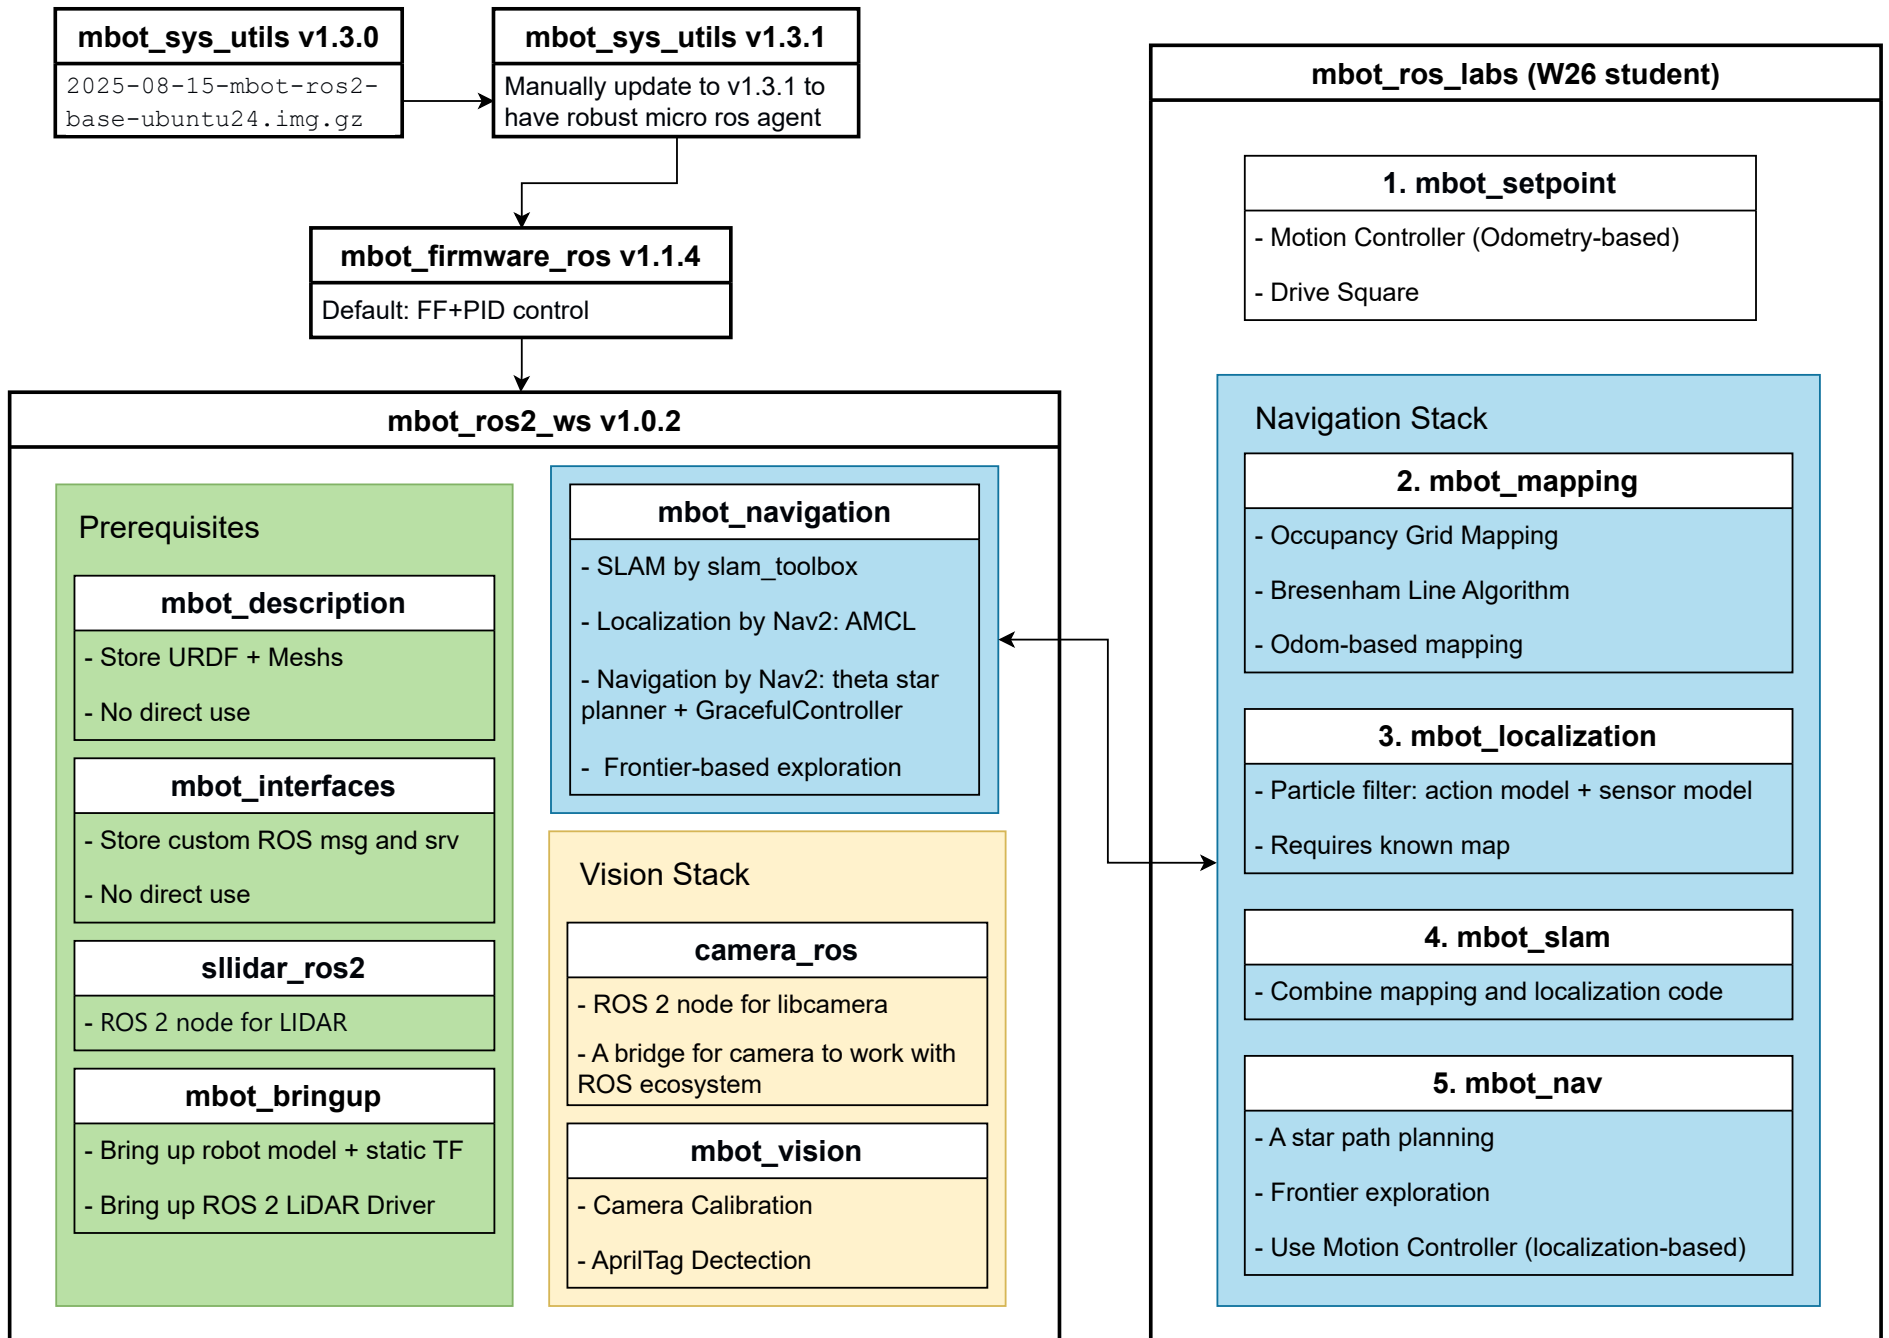 mbot_sys_utils v1.3.0
2025-08-15-mbot-ros2-
base-ubuntu24.img.gz
mbot_sys_utils v1.3.1
Manually update to v1.3.1 to
have robust micro ros agent
mbot_firmware_ros v1.1.4
Default: FF+PID control
mbot_ros2_ws v1.0.2
Prerequisites
mbot_description
- Store URDF + Meshs
- No direct use
mbot_interfaces
- Store custom ROS msg and srv
- No direct use
sllidar_ros2
- ROS 2 node for LIDAR
mbot_bringup
- Bring up robot model + static TF
- Bring up ROS 2 LiDAR Driver
mbot_navigation
- SLAM by slam_toolbox
- Localization by Nav2: AMCL
- Navigation by Nav2: theta star
planner + GracefulController
- Frontier-based exploration
Vision Stack
camera_ros
- ROS 2 node for libcamera
- A bridge for camera to work with
ROS ecosystem
mbot_vision
- Camera Calibration
- AprilTag Dectection
mbot_ros_labs (W26 student)
1. mbot_setpoint
- Motion Controller (Odometry-based)
- Drive Square
Navigation Stack
2. mbot_mapping
- Occupancy Grid Mapping
- Bresenham Line Algorithm
- Odom-based mapping
3. mbot_localization
- Particle filter: action model + sensor model
- Requires known map
4. mbot_slam
- Combine mapping and localization code
5. mbot_nav
- A star path planning
- Frontier exploration
- Use Motion Controller (localization-based)